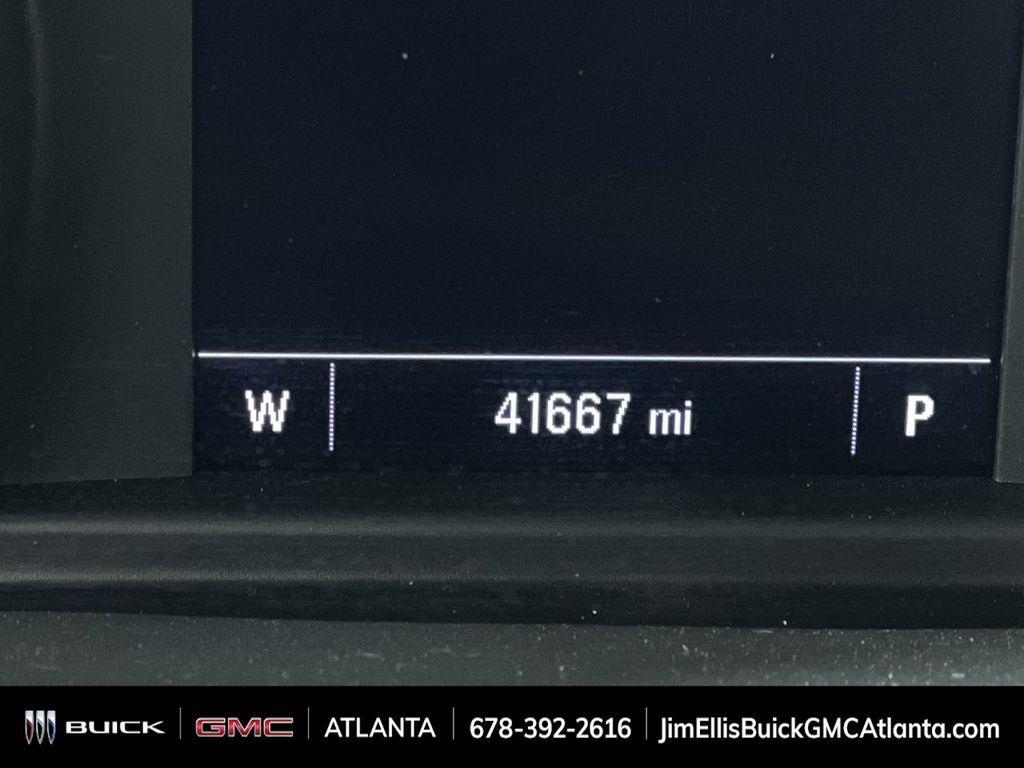 W 41667 mi P
BUICK GMC ATLANTA 678-392-2616 JimEllisBuickGMCAtlanta.com